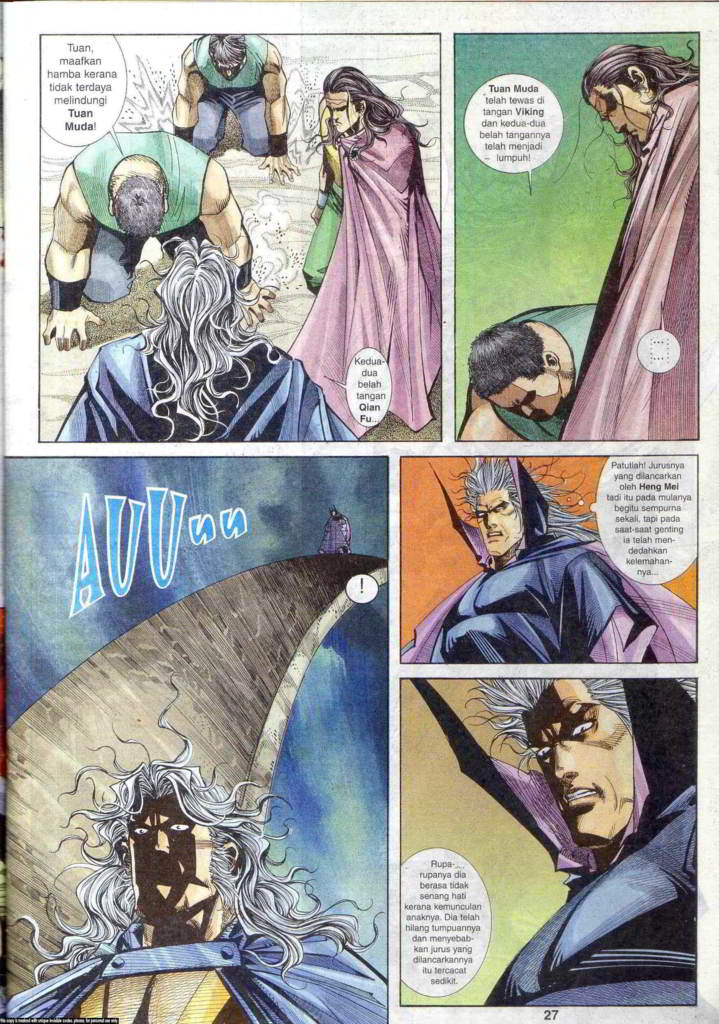 Tuan,
maafkan
hamba kerana
tidak terdaya
melindungi
Tuan
Muda!
Kedua-
dua
belah
tangan
Qian
Fu...
Tuan Muda
telah tewas di
tangan Viking
dan kedua-dua
belah tangannya
telah menjadi
lumpuh!
......
AUUuu
!
Patutlah! Jurusnya
yang dilancarkan
oleh Heng Mei
tadi itu pada mulanya
begitu sempurna
sekali, tapi pada
saat-saat genting
ia telah men-
dedahkan
kelemahan-
nya...
Rupa-
rupanya dia
berasa tidak
senang hati
kerana kemunculan
anaknya. Dia telah
hilang tumpuannya
dan menyebab-
kan jurus yang
dilancarkannya
itu tercacat
sedikit.
27